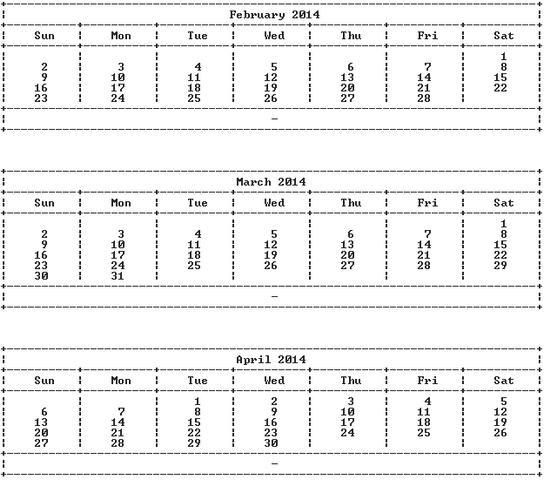 February 2014
Sun Mon Tue Wed Thu Fri Sat
1
2 3 4 5 6 7 8
9 10 11 12 13 14 15
16 17 18 19 20 21 22
23 24 25 26 27 28
–
March 2014
Sun Mon Tue Wed Thu Fri Sat
1
2 3 4 5 6 7 8
9 10 11 12 13 14 15
16 17 18 19 20 21 22
23 24 25 26 27 28 29
30 31
–
April 2014
Sun Mon Tue Wed Thu Fri Sat
1 2 3 4 5
6 7 8 9 10 11 12
13 14 15 16 17 18 19
20 21 22 23 24 25 26
27 28 29 30
–